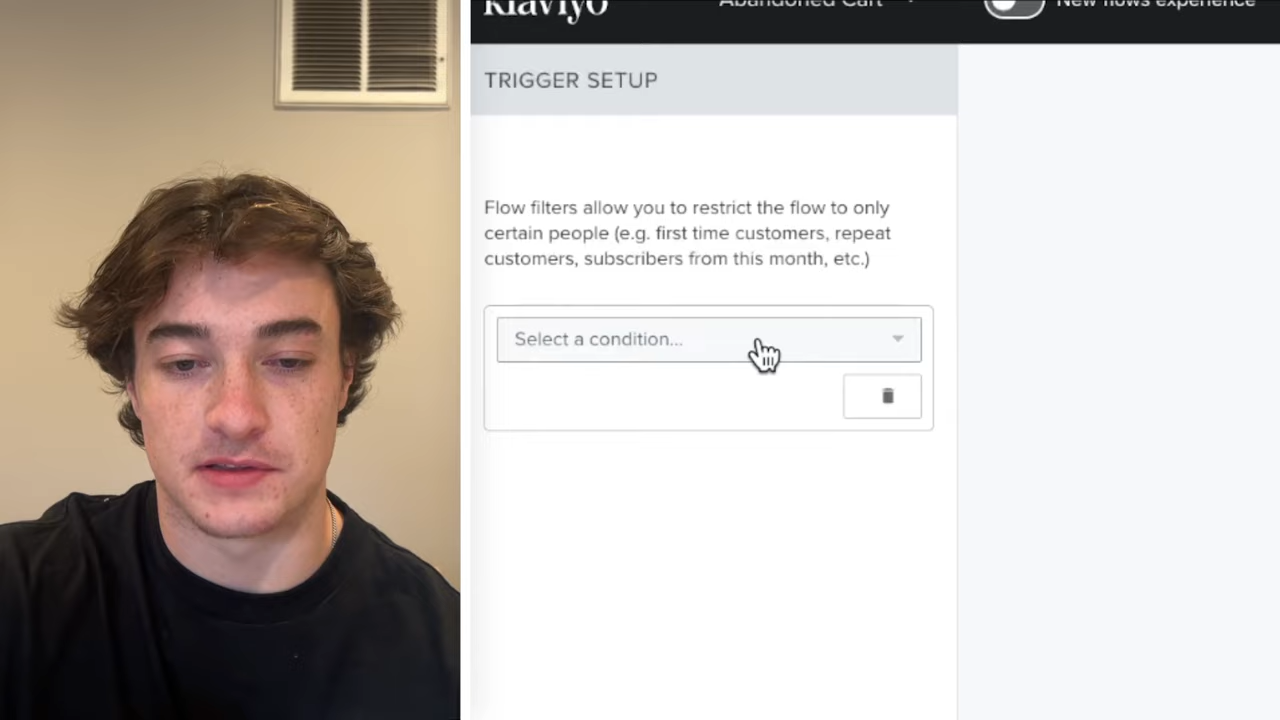 klaviyo
Abandoned Cart
New flows experience
TRIGGER SETUP
Flow filters allow you to restrict the flow to only
certain people (e.g. first time customers, repeat
customers, subscribers from this month, etc.)
Select a condition...